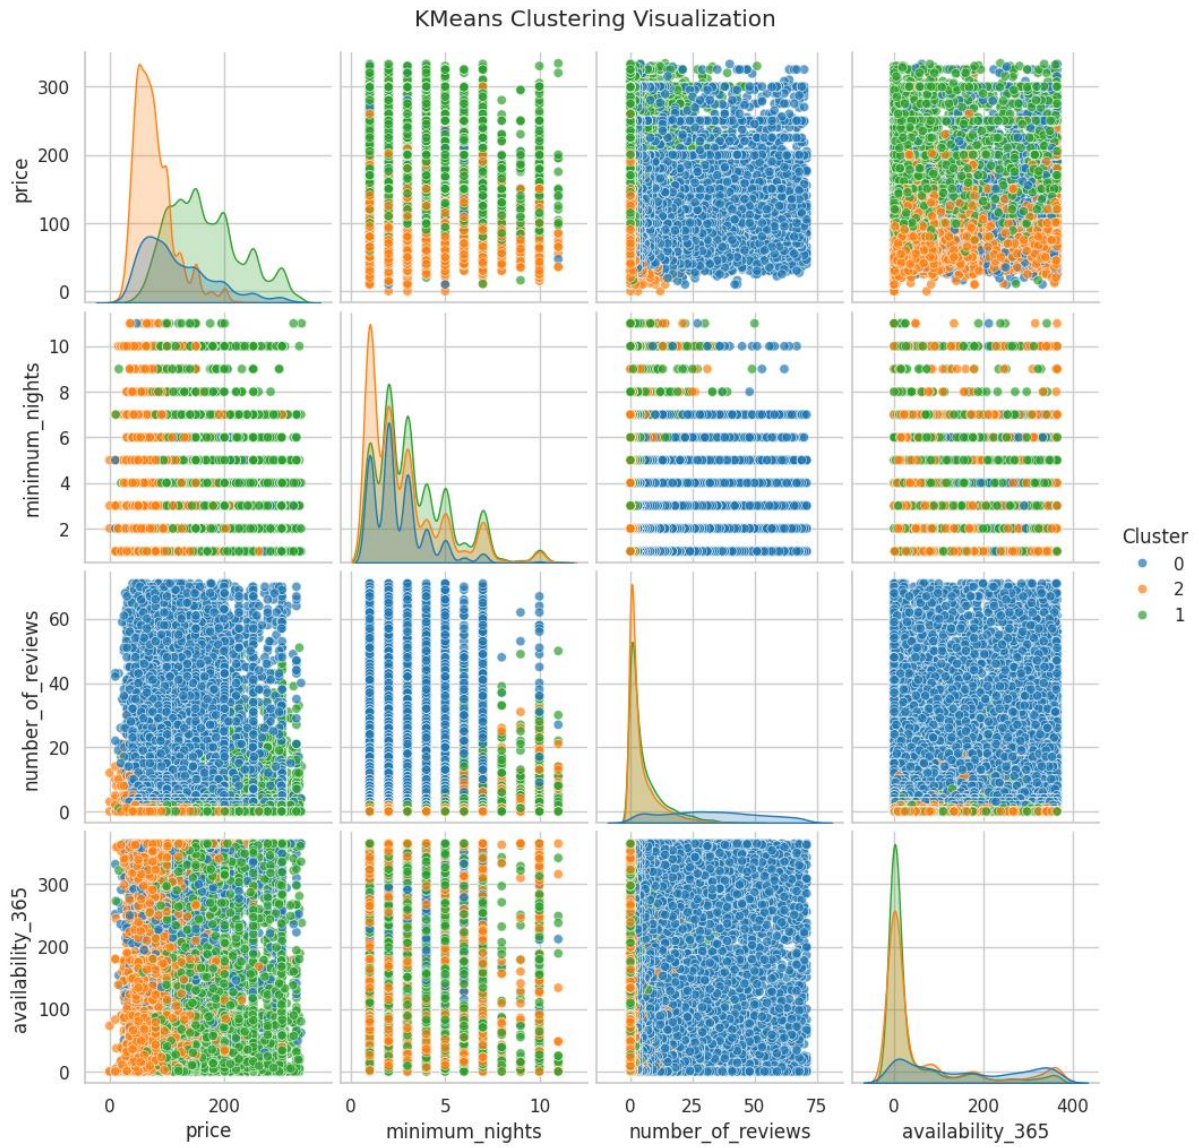 KMeans Clustering Visualization
price
300
200
100
0
minimum_nights
10
8
6
4
2
Cluster
0
2
1
number_of_reviews
60
40
20
0
availability_365
300
200
100
0
0 200
0 5 10
0 25 50 75
0 200 400
price
minimum_nights
number_of_reviews
availability_365